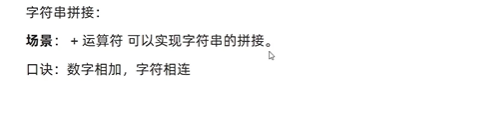 字符串拼接：
场景： + 运算符 可以实现字符串的拼接。
口诀：数字相加，字符相连